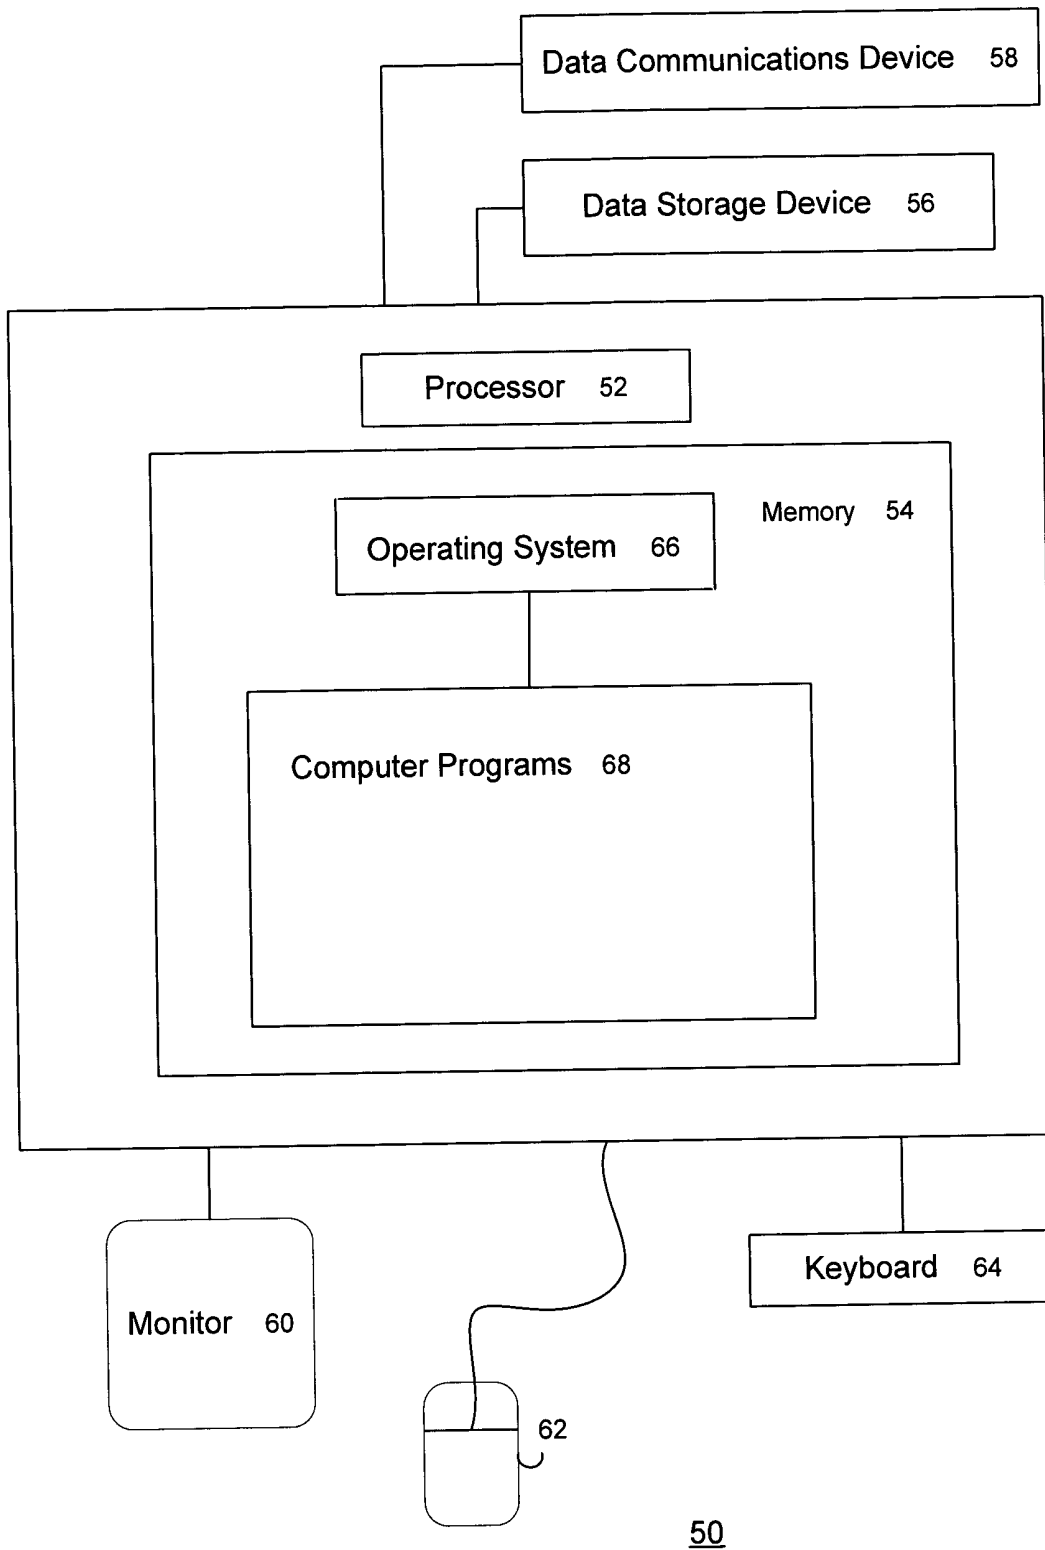 Data Communications Device 58
Data Storage Device 56
Processor 52
Memory 54
Operating System 66
Computer Programs 68
Keyboard 64
Monitor 60
62
50